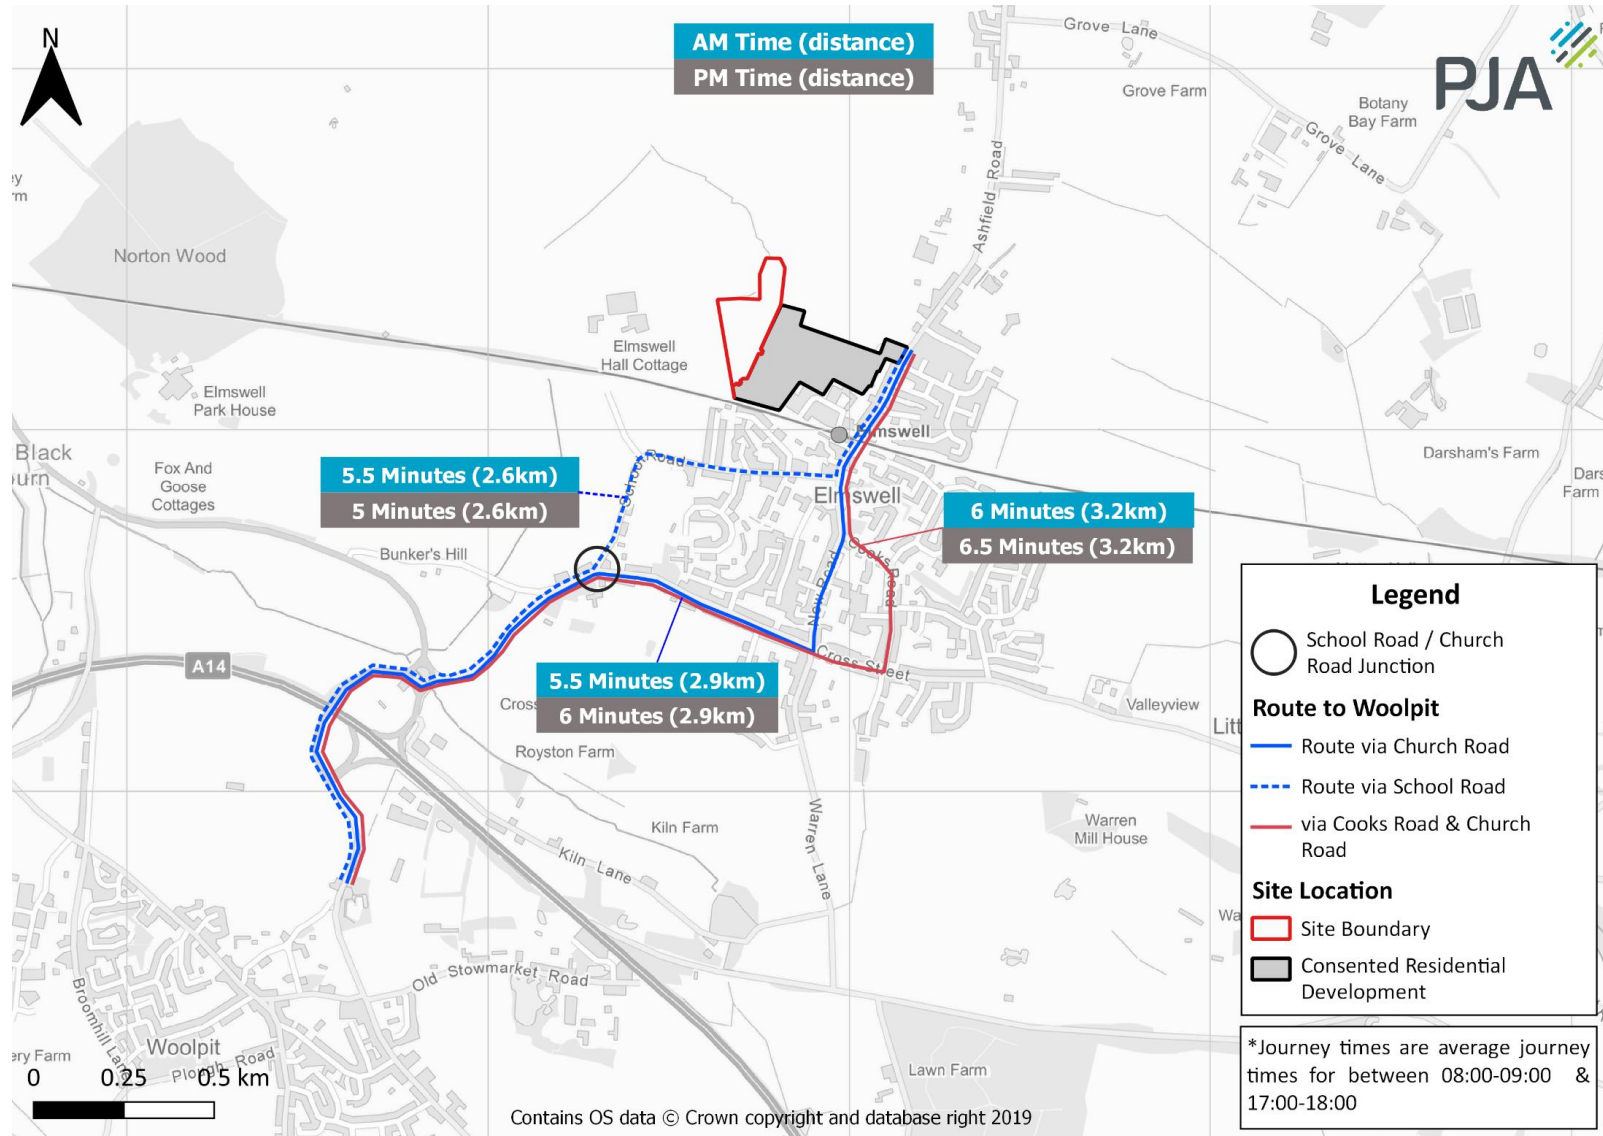 N
AM Time (distance)
PM Time (distance)
PJA
Grove Lane
Grove Farm
Botany
Bay Farm
Grove Lane
Ashfield Road
Norton Wood
Elmswell
Hall Cottage
Elmswell
Park House
Elmswell
Black
Fox And
Goose
Cottages
School Road
Darsham's Farm
Farm
5.5 Minutes (2.6km)
5 Minutes (2.6km)
Elmswell
6 Minutes (3.2km)
6.5 Minutes (3.2km)
Bunker's Hill
Cooks Road
New Road
A14
Cross Street
5.5 Minutes (2.9km)
6 Minutes (2.9km)
Cross
Valleyview
Royston Farm
Kiln Farm
Warren Lane
Warren
Mill House
Kiln Lane
Old Stowmarket Road
Broomhill Lane
Woolpit
Plough Road
Lawn Farm
Legend
School Road / Church
Road Junction
Route to Woolpit
Route via Church Road
Route via School Road
via Cooks Road & Church
Road
Site Location
Site Boundary
Consented Residential
Development
*Journey times are average journey
times for between 08:00-09:00 &
17:00-18:00
0 0.25 0.5 km
Contains OS data © Crown copyright and database right 2019